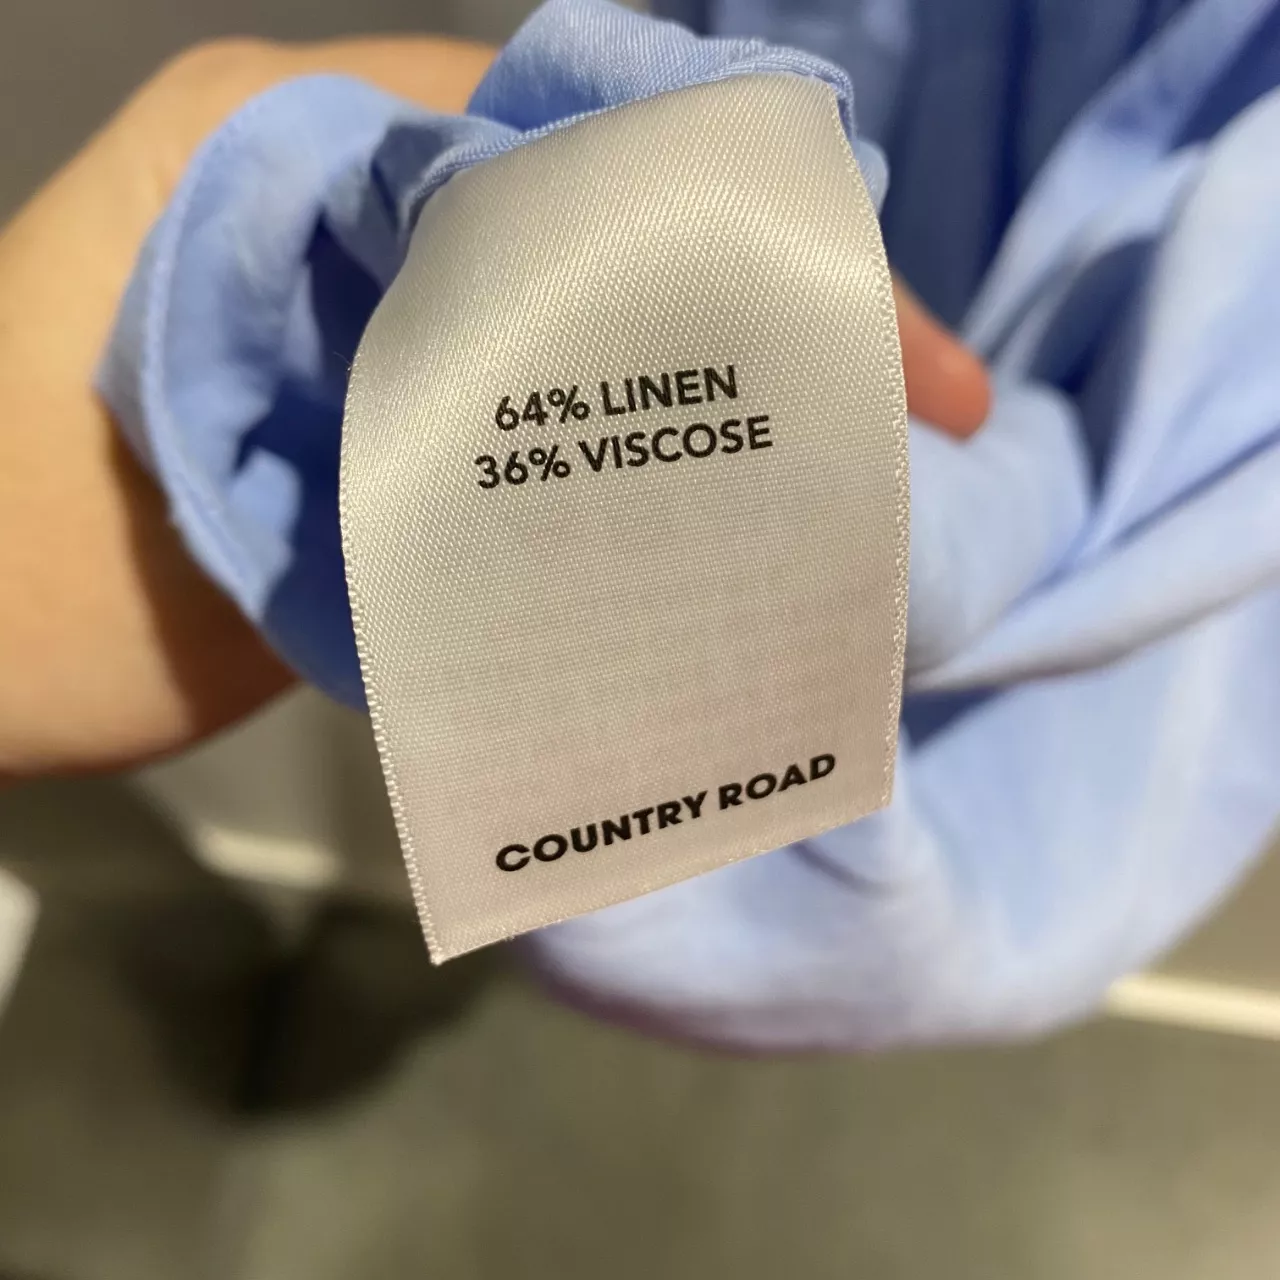 64% LINEN
36% VISCOSE
COUNTRY ROAD